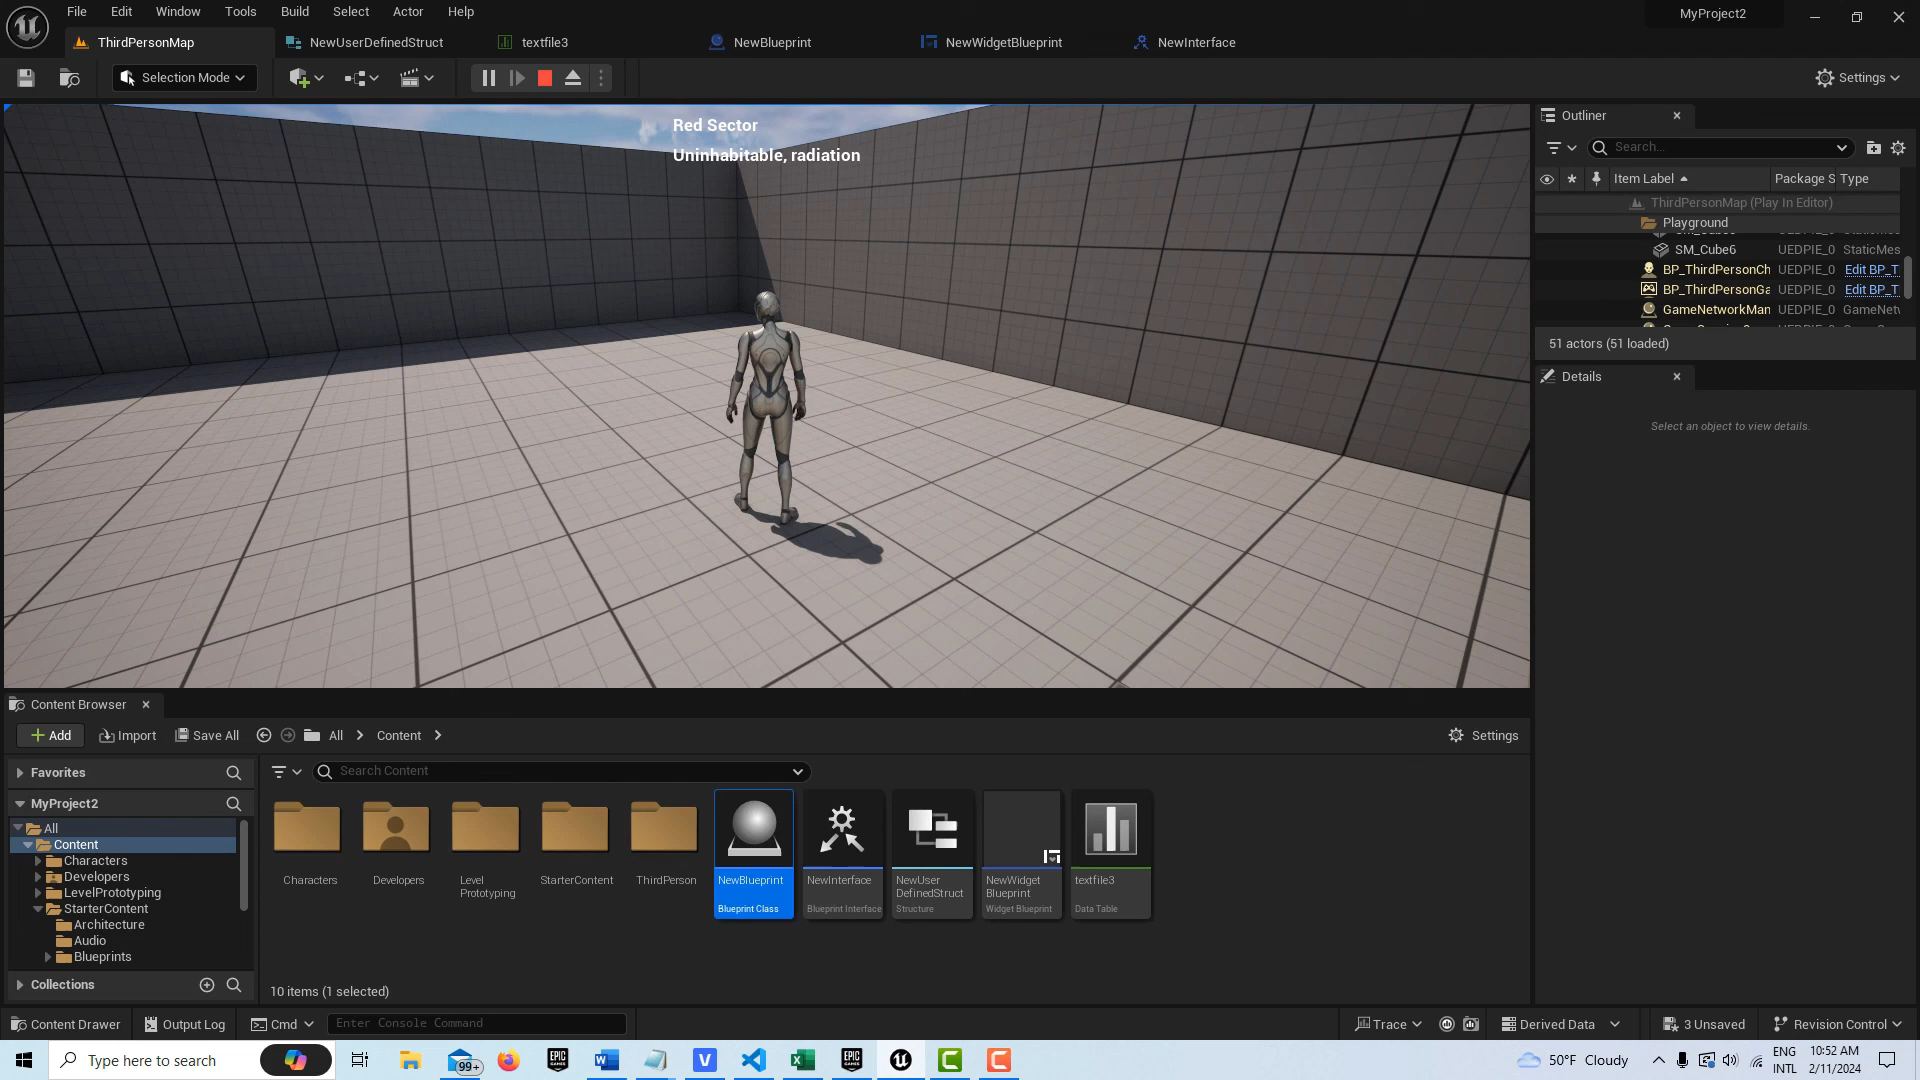 File Edit Window Tools Build Select Actor Help
MyProject2
ThirdPersonMap
NewUserDefinedStruct
textfile3
NewBlueprint
NewWidgetBlueprint
NewInterface
Selection Mode
Settings
Red Sector
Uninhabitable, radiation
Outliner
Search...
Item Label
Package S
Type
ThirdPersonMap (Play In Editor)
Playground
SM_Cube6 UEDPIE_0 StaticMes
BP_ThirdPersonCh UEDPIE_0 Edit BP_T
BP_ThirdPersonGa UEDPIE_0 Edit BP_T
GameNetworkMan UEDPIE_0 GameNetv
51 actors (51 loaded)
Details
Select an object to view details.
Content Browser
Add
Import
Save All
All
Content
Settings
Favorites
Search Content
MyProject2
All
Content
Characters
Developers
LevelPrototyping
StarterContent
Architecture
Audio
Blueprints
Collections
Characters
Developers
Level
Prototyping
StarterContent
ThirdPerson
NewBlueprint
Blueprint Class
NewInterface
Blueprint Interface
NewUser
DefinedStruct
Structure
NewWidget
Blueprint
Widget Blueprint
textfile3
Data Table
10 items (1 selected)
Content Drawer
Output Log
Cmd
Enter Console Command
Trace
Derived Data
3 Unsaved
Revision Control
Type here to search
99+
50°F Cloudy
ENG
INTL
10:52 AM
2/11/2024